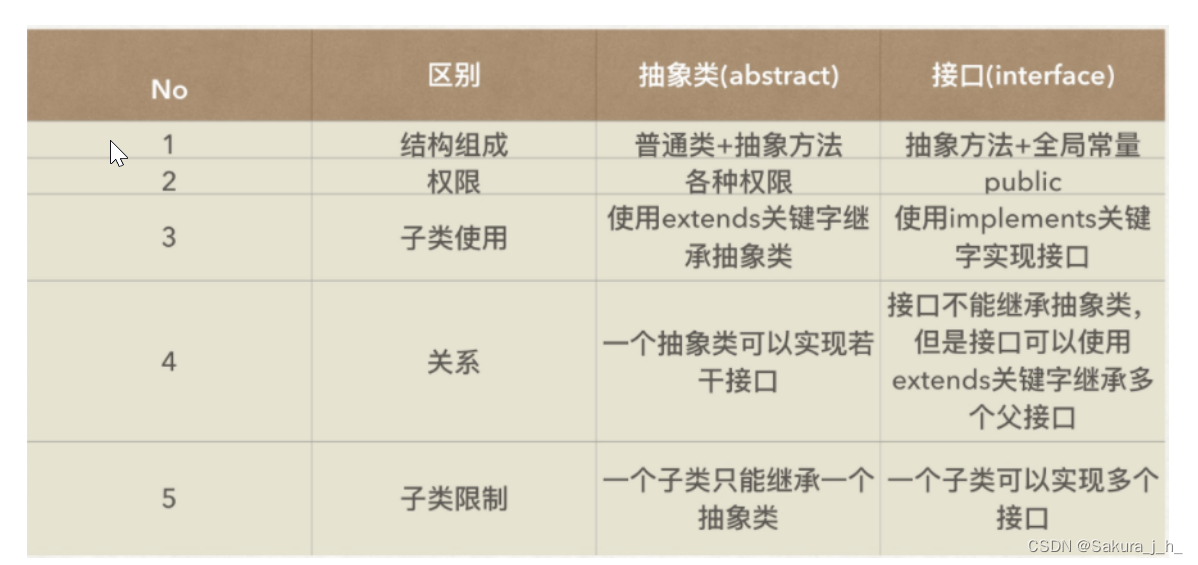 No 区别 抽象类(abstract) 接口(interface)
1 结构组成 普通类+抽象方法 抽象方法+全局常量
2 权限 各种权限 public
3 子类使用 使用extends关键字继
承抽象类 使用implements关键
字实现接口
4 关系 一个抽象类可以实现若
干接口 接口不能继承抽象类，
但是接口可以使用
extends关键字继承多
个父接口
5 子类限制 一个子类只能继承一个
抽象类 一个子类可以实现多个
接口
CSDN @Sakura_j_h_